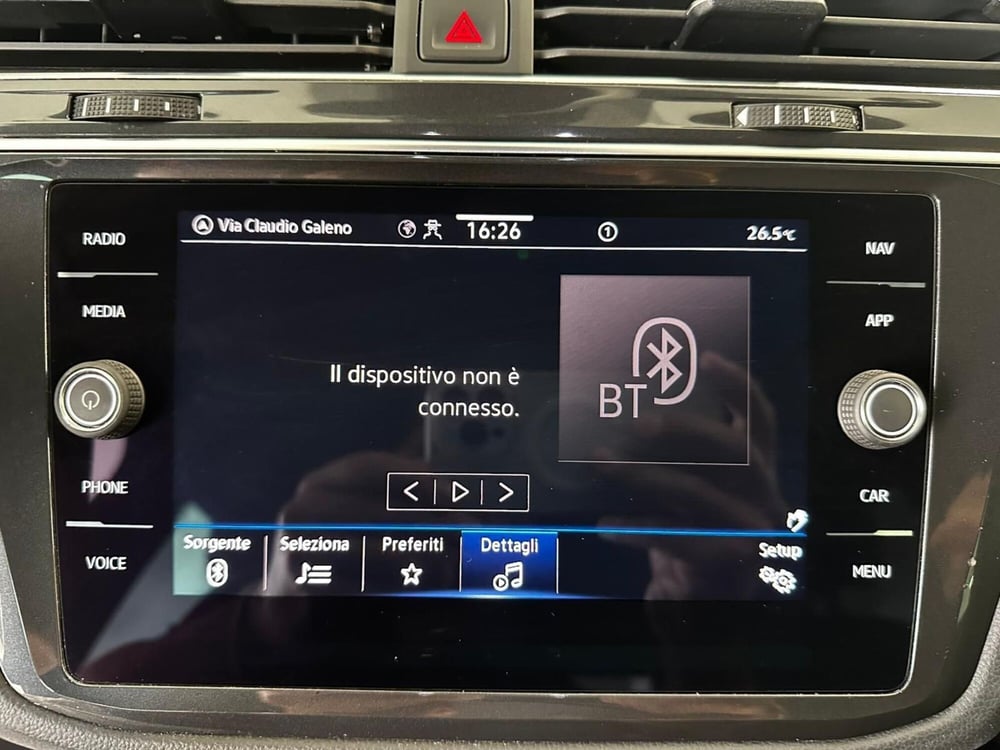 RADIO
MEDIA
PHONE
VOICE
Via Claudio Galeno
16:26
1
26.5°C
Il dispositivo non è
connesso.
BT
Sorgente
Seleziona
Preferiti
Dettagli
Setup
NAV
APP
CAR
MENU